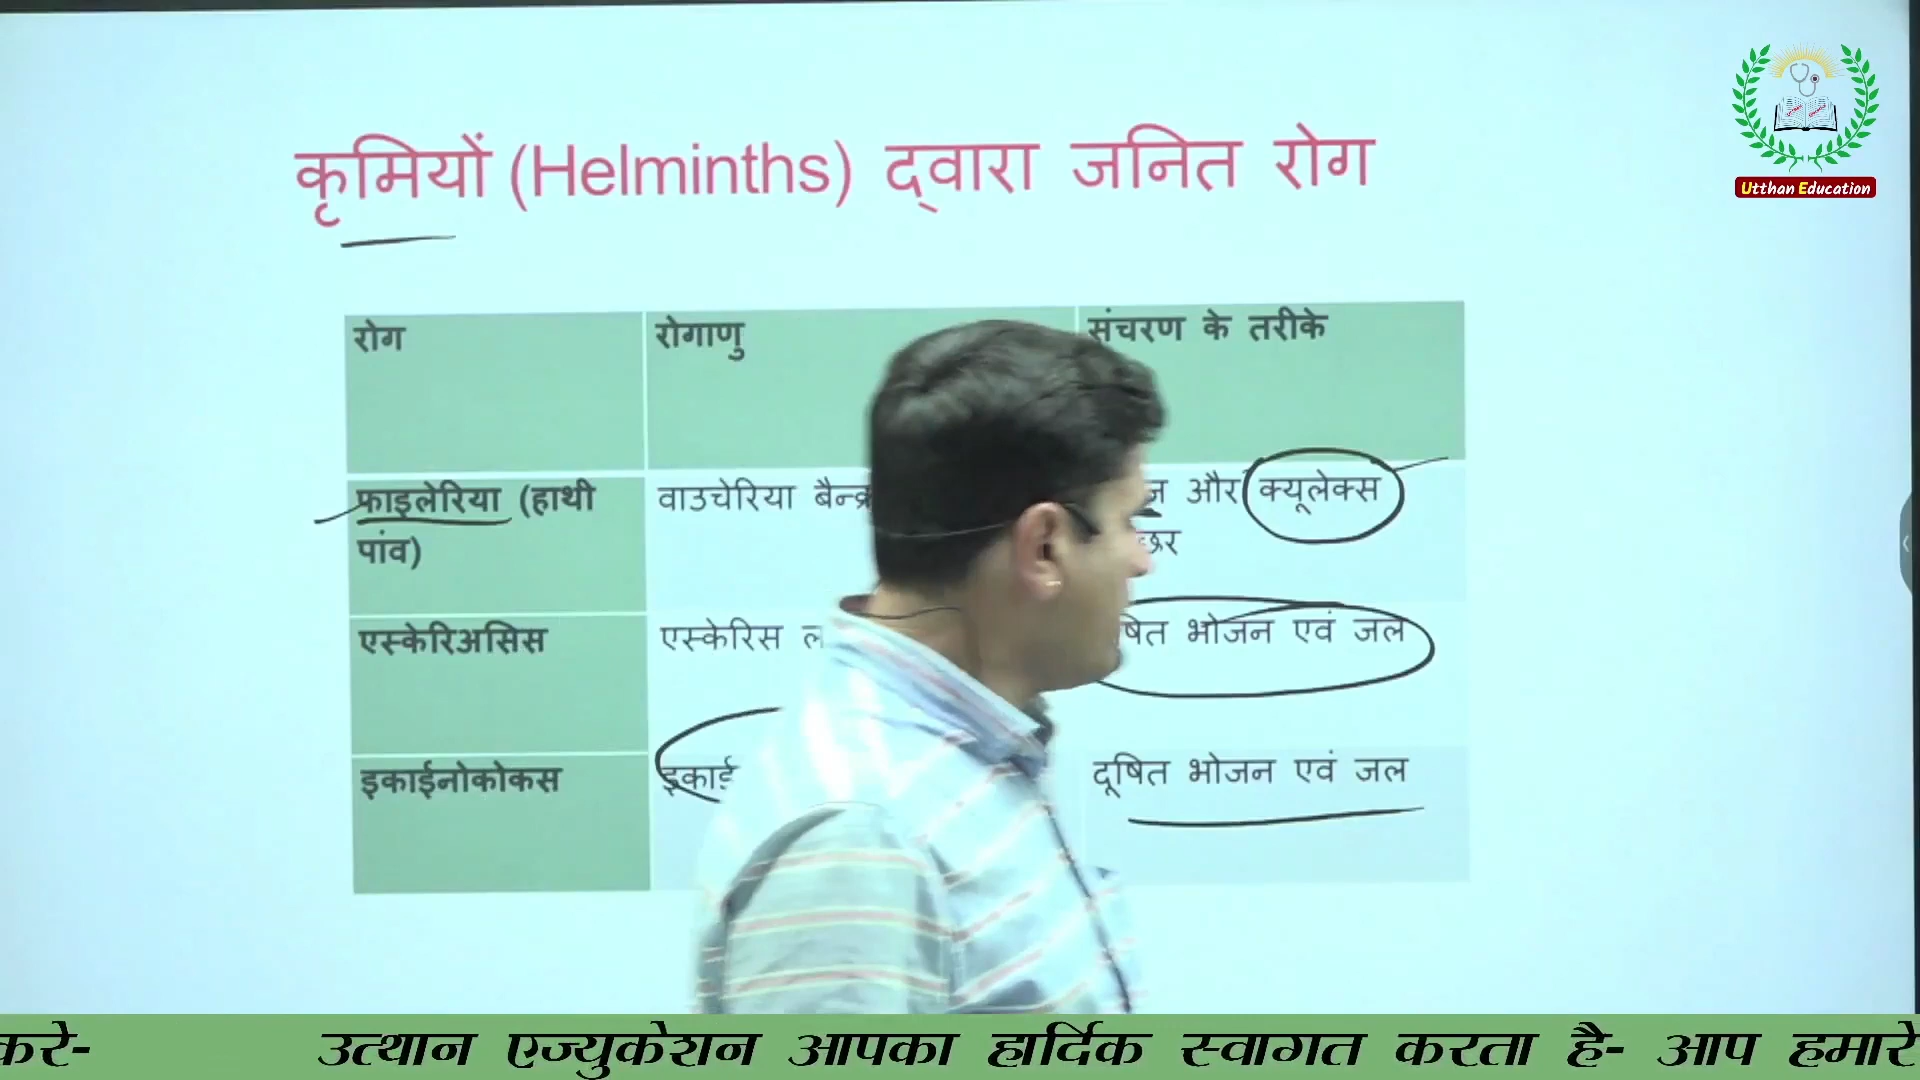 कृमियों (Helminths) द्वारा जनित रोग
Utthan Education
रोग रोगाणु संचरण के तरीके
फ्राइलेरिया (हाथी वाउचेरिया और क्यूलेक्स
पांव)
एस्केरिअसिस एस्केरिस भोजन एवं जल
इकाईनोकोकस दूषित भोजन एवं जल
करे- उत्थान एज्युकेशन आपका हार्दिक स्वागत करता है- आप हमारे